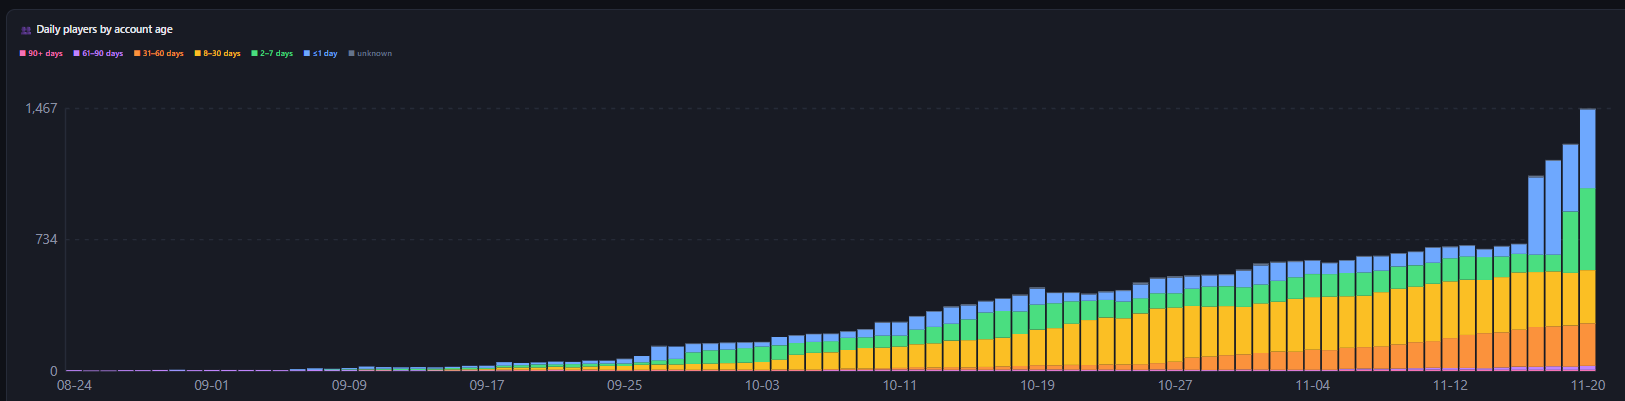 Daily players by account age
90+ days 61–90 days 31–60 days 8–30 days 2–7 days ≤1 day unknown
1,467
734
0
08-24 09-01 09-09 09-17 09-25 10-03 10-11 10-19 10-27 11-04 11-12 11-20